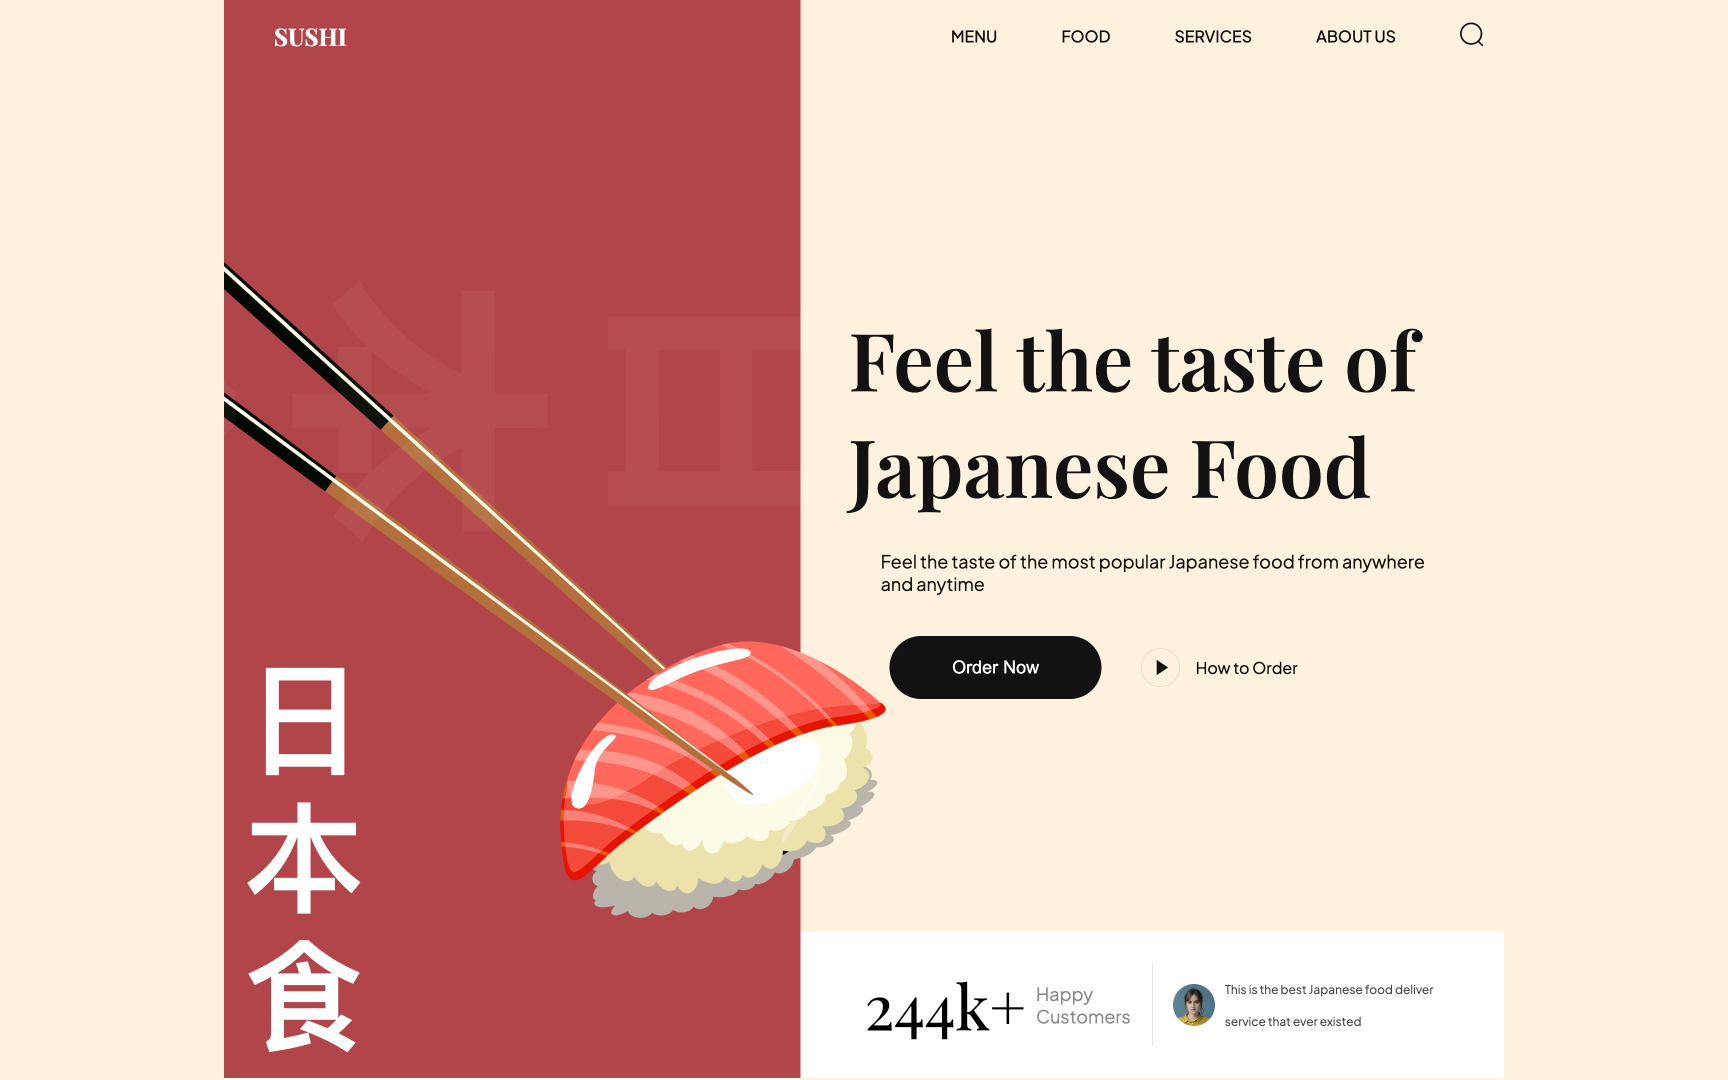 SUSHI
MENU FOOD SERVICES ABOUT US
Feel the taste of
Japanese Food
Feel the taste of the most popular Japanese food from anywhere
and anytime
Order Now
How to Order
日
本
食
244k+
Happy
Customers
This is the best Japanese food deliver
service that ever existed